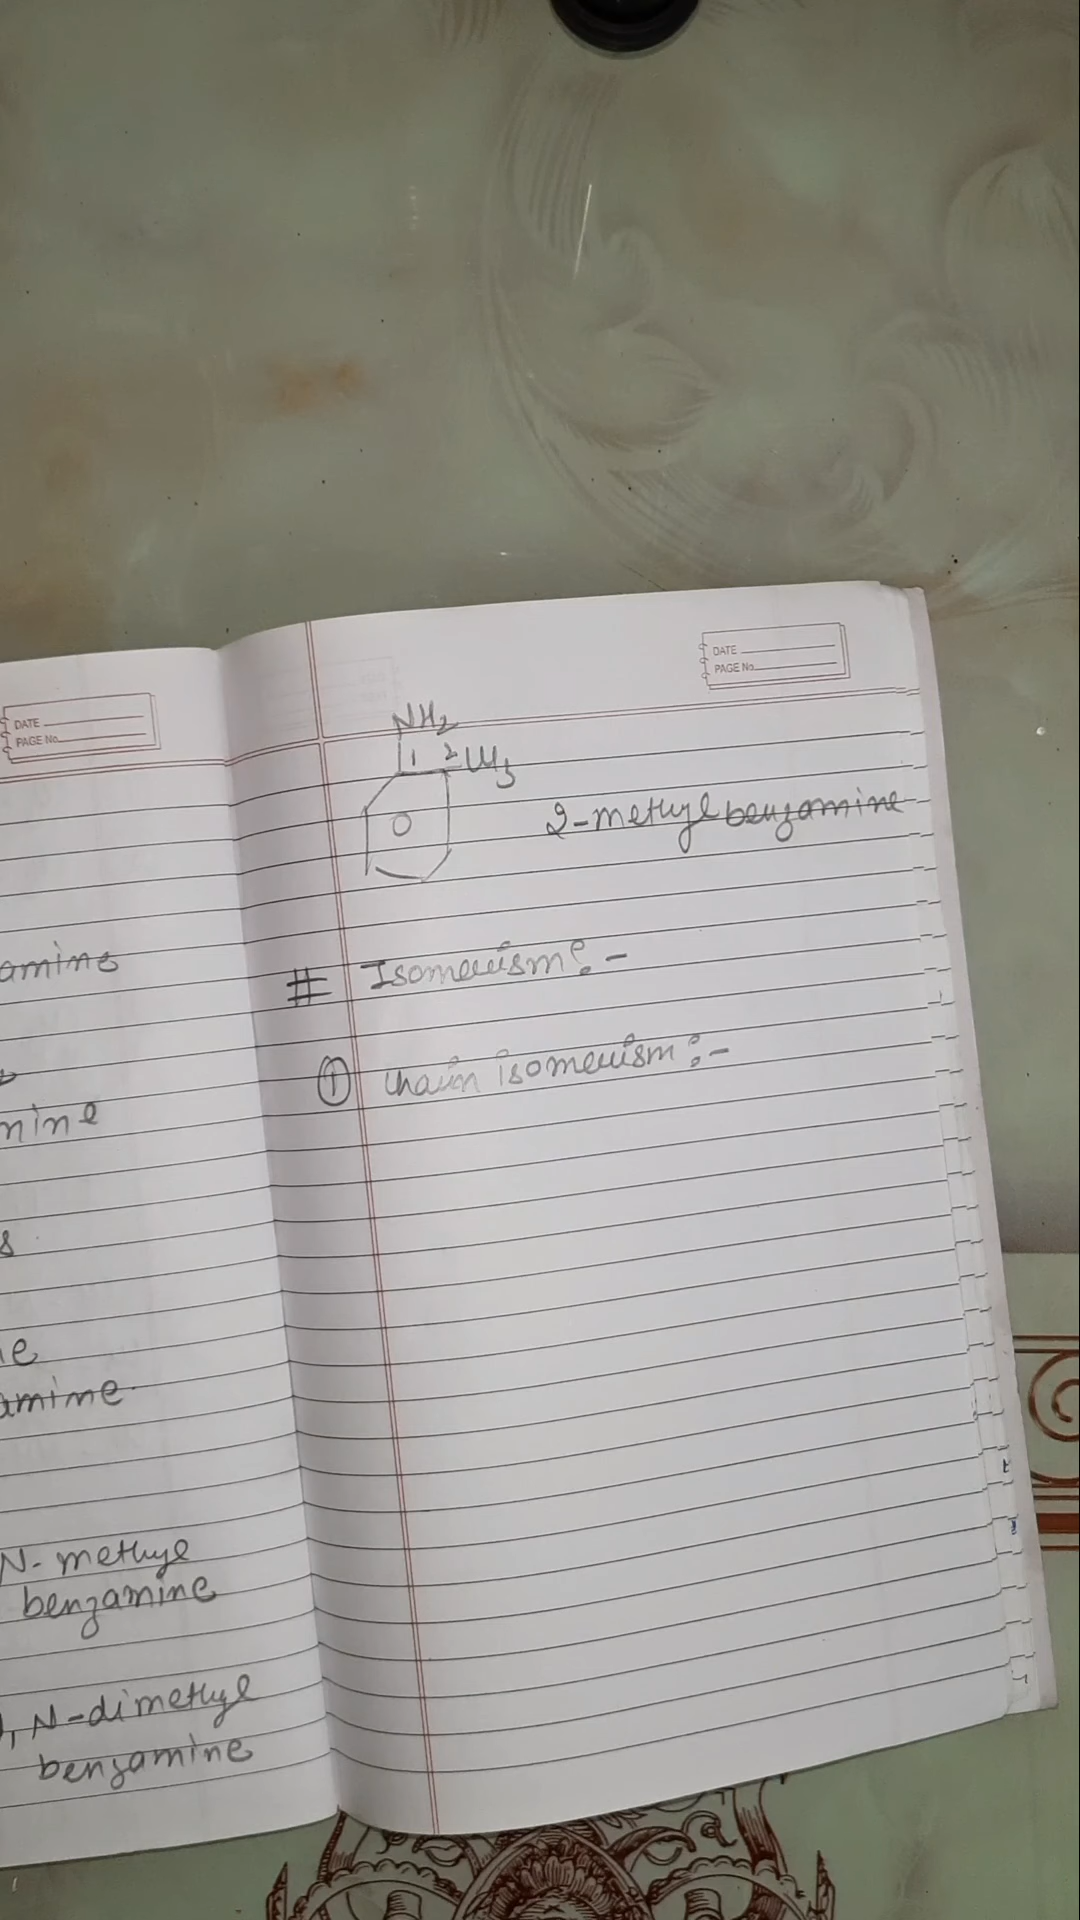 DATE
PAGE No.
amine
mine
s
e
amine.
N-methyl
benzamine
, N-dimethyl
benzamine
DATE
PAGE No.
NH2
1 2 CH3
2-methyl benzamine
# Isomerism :-
① Chain isomerism :-